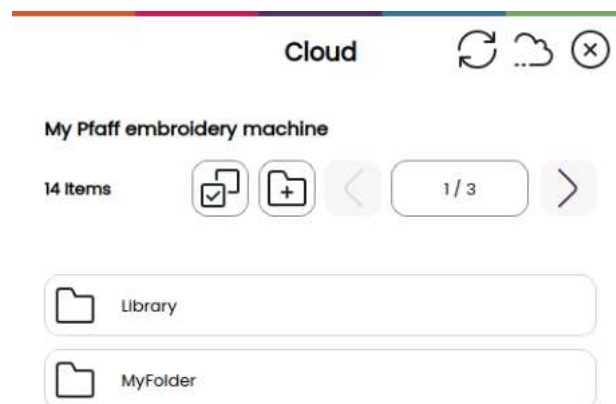 Cloud
My Pfaff embroidery machine
14 Items
1 / 3
Library
MyFolder